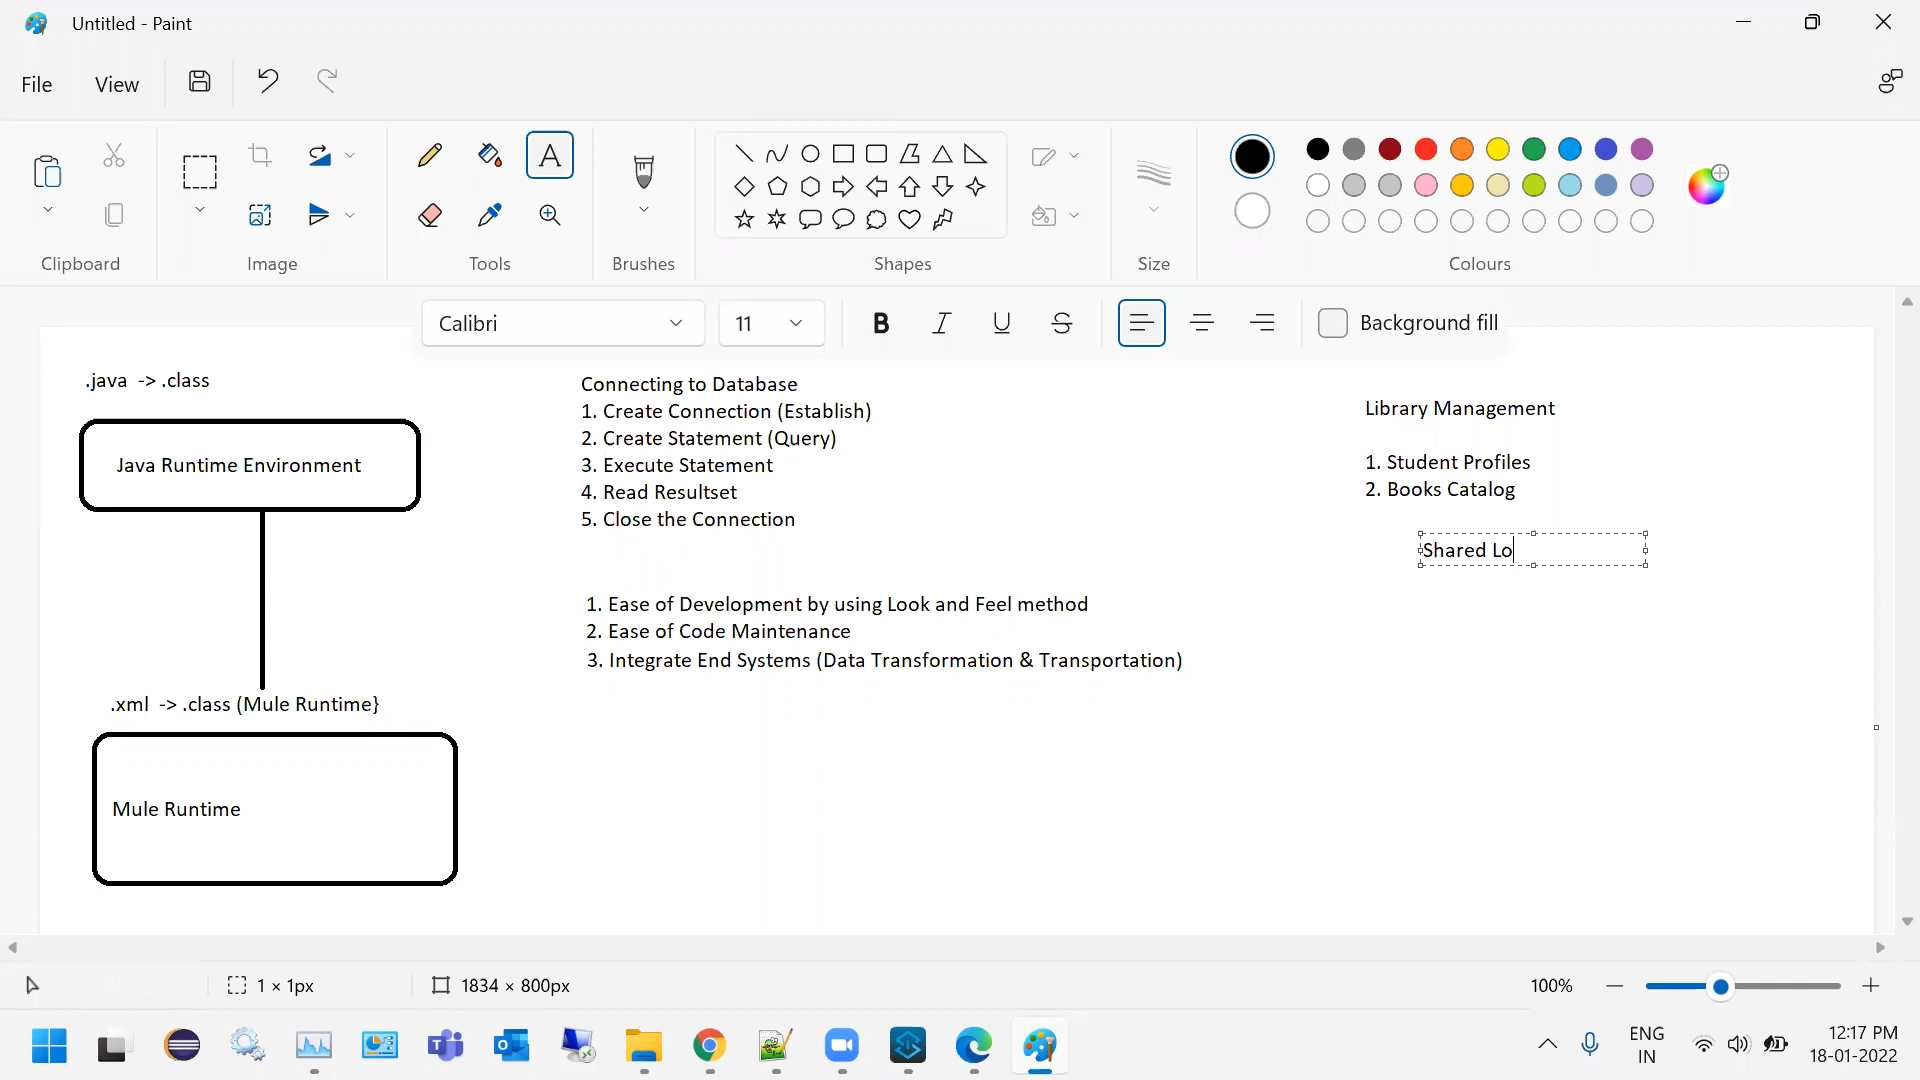 Untitled - Paint
File View
Clipboard
Image
Tools
Brushes
Shapes
Size
Colours
Calibri
11
B I U S
Background fill
.java -> .class
Java Runtime Environment
.xml -> .class (Mule Runtime}
Mule Runtime
Connecting to Database
1. Create Connection (Establish)
2. Create Statement (Query)
3. Execute Statement
4. Read Resultset
5. Close the Connection
1. Ease of Development by using Look and Feel method
2. Ease of Code Maintenance
3. Integrate End Systems (Data Transformation & Transportation)
Library Management
1. Student Profiles
2. Books Catalog
Shared Lo
1 × 1px
1834 × 800px
100%
ENG
IN
12:17 PM
18-01-2022